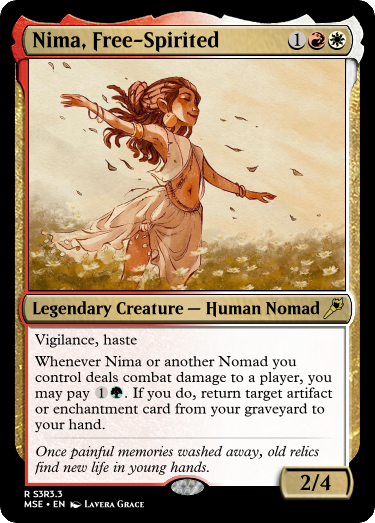 Nima, Free-Spirited 1
Legendary Creature — Human Nomad
Vigilance, haste
Whenever Nima or another Nomad you
control deals combat damage to a player, you
may pay 1 . If you do, return target artifact
or enchantment card from your graveyard to
your hand.
Once painful memories washed away, old relics
find new life in young hands.
2/4
R S3R3.3
MSE • EN Lavera Grace